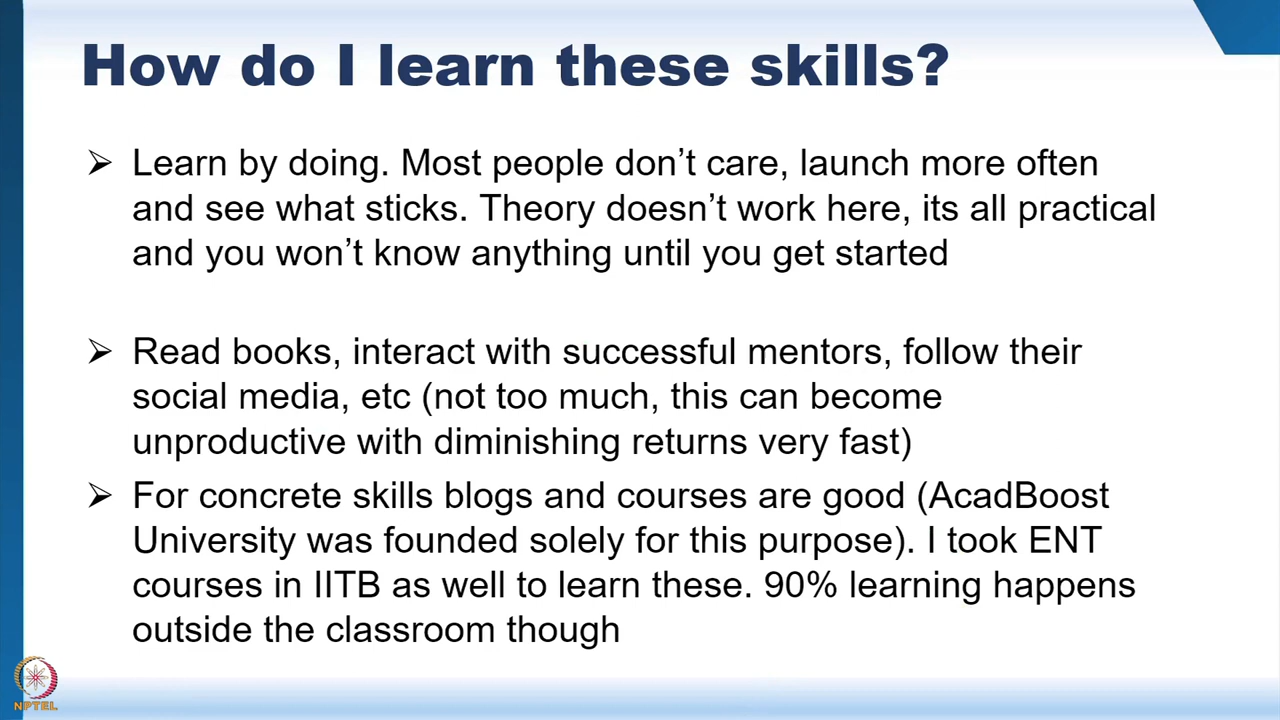 How do I learn these skills?
Learn by doing. Most people don't care, launch more often
and see what sticks. Theory doesn't work here, its all practical
and you won't know anything until you get started
Read books, interact with successful mentors, follow their
social media, etc (not too much, this can become
unproductive with diminishing returns very fast)
For concrete skills blogs and courses are good (AcadBoost
University was founded solely for this purpose). I took ENT
courses in IITB as well to learn these. 90% learning happens
outside the classroom though
NPTEL